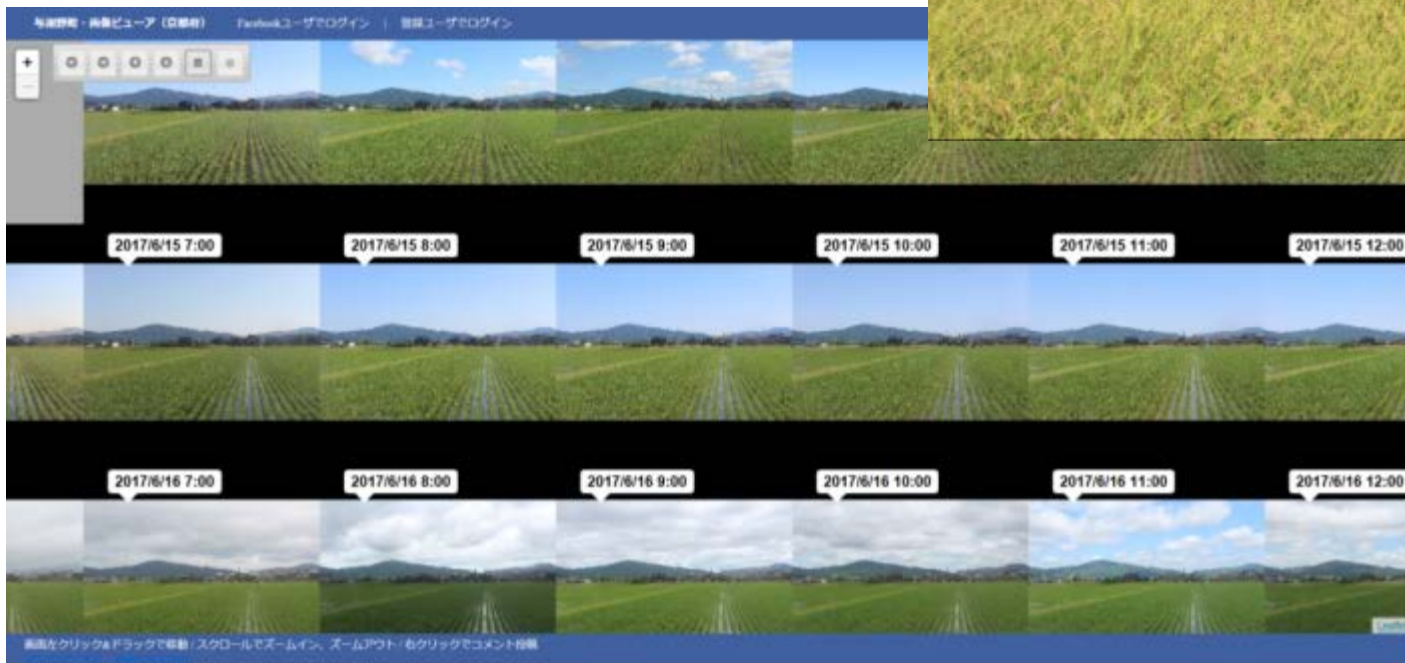 与謝野町・画像ビューア（京都府） Facebookユーザでログイン | 登録ユーザでログイン
+
2017/6/15 7:00 2017/6/15 8:00 2017/6/15 9:00 2017/6/15 10:00 2017/6/15 11:00 2017/6/15 12:00
2017/6/16 7:00 2017/6/16 8:00 2017/6/16 9:00 2017/6/16 10:00 2017/6/16 11:00 2017/6/16 12:00
画面左クリック&ドラックで移動 / スクロールでズームイン、ズームアウト / 右クリックでコメント投稿